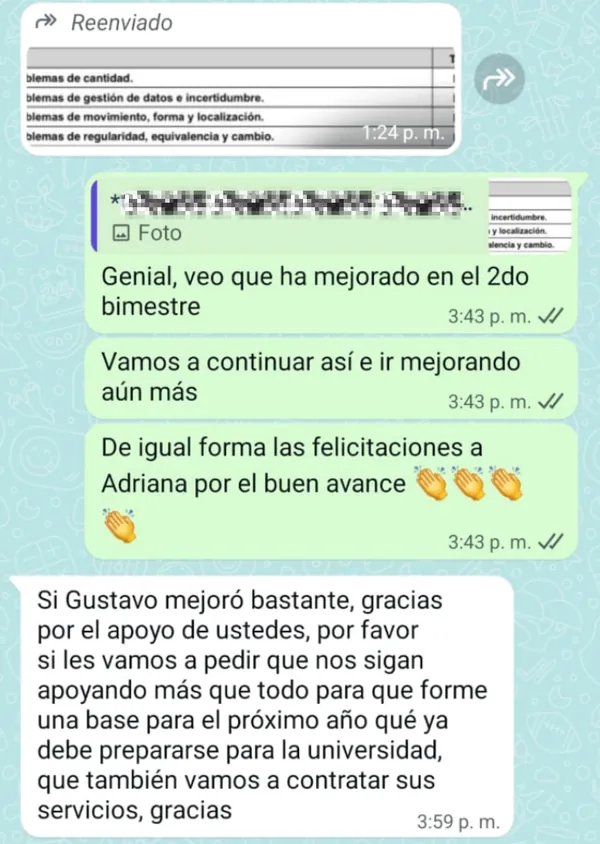 Reenviado
T
blemas de cantidad.
blemas de gestión de datos e incertidumbre.
blemas de movimiento, forma y localización.
blemas de regularidad, equivalencia y cambio.
1:24 p. m.
Foto
incertidumbre.
y localización.
alencia y cambio.
Genial, veo que ha mejorado en el 2do
bimestre
3:43 p. m.
Vamos a continuar así e ir mejorando
aún más
3:43 p. m.
De igual forma las felicitaciones a
Adriana por el buen avance 👏👏👏
👏
3:43 p. m.
Si Gustavo mejoró bastante, gracias
por el apoyo de ustedes, por favor
si les vamos a pedir que nos sigan
apoyando más que todo para que forme
una base para el próximo año qué ya
debe prepararse para la universidad,
que también vamos a contratar sus
servicios, gracias
3:59 p. m.